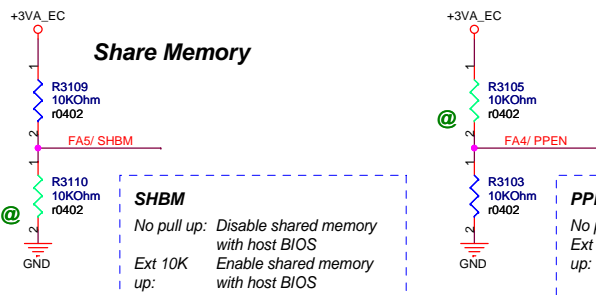 +3VA_EC
Share Memory
1
R3109
10KOhm
r0402
2
FA5/ SHBM
1
R3110
10KOhm
r0402
@
2
GND
SHBM
No pull up: Disable shared memory
with host BIOS
Ext 10K Enable shared memory
up: with host BIOS
+3VA_EC
1
R3105
10KOhm
r0402
@
2
FA4/ PPEN
1
R3103
10KOhm
r0402
2
GND
Ext
up: